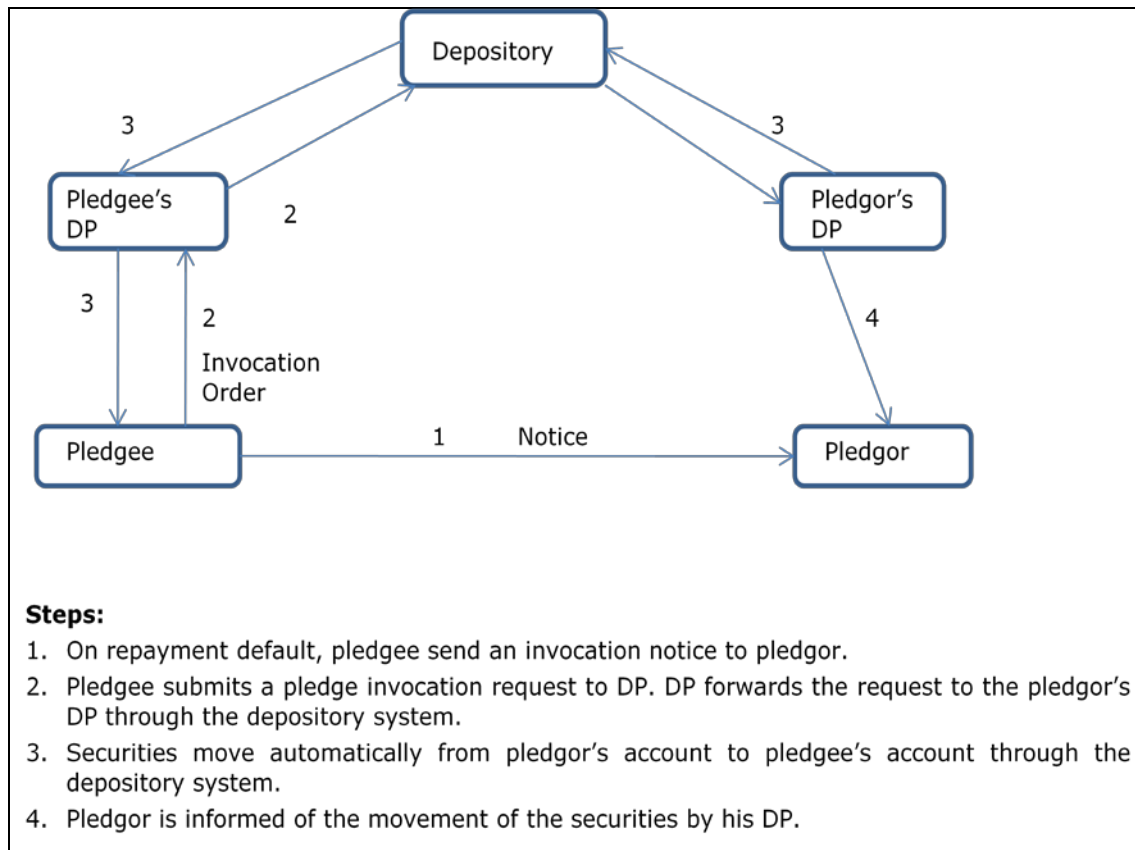 Depository
3
3
Pledgee's
DP
Pledgor's
DP
2
3
2
4
Invocation
Order
Pledgee
1 Notice
Pledgor
Steps:
1. On repayment default, pledgee send an invocation notice to pledgor.
2. Pledgee submits a pledge invocation request to DP. DP forwards the request to the pledgor's
DP through the depository system.
3. Securities move automatically from pledgor's account to pledgee's account through the
depository system.
4. Pledgor is informed of the movement of the securities by his DP.